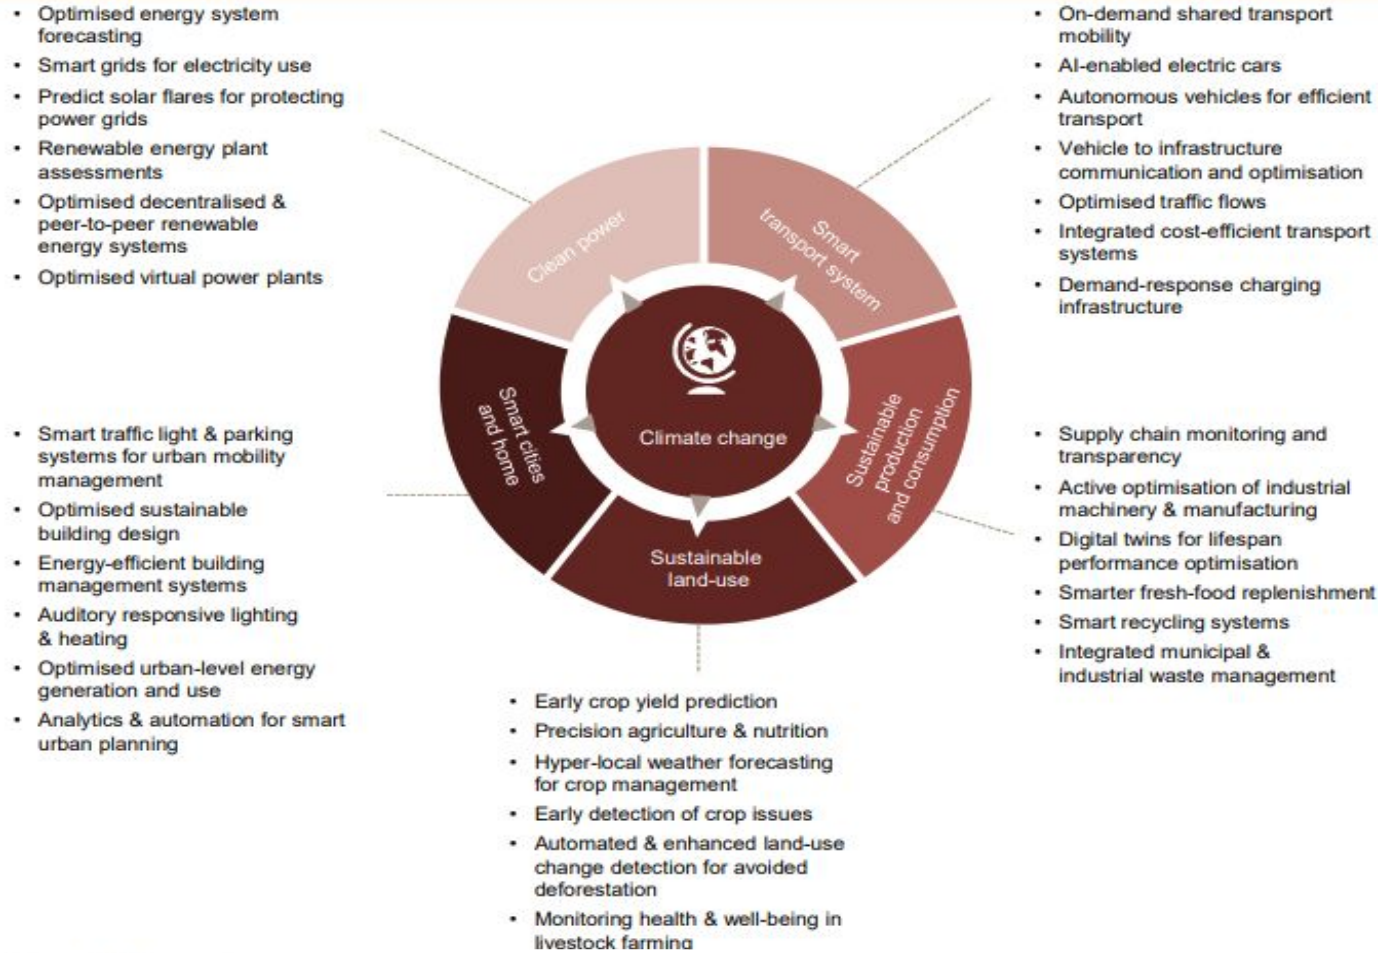 • Optimised energy system
forecasting
• Smart grids for electricity use
• Predict solar flares for protecting
power grids
• Renewable energy plant
assessments
• Optimised decentralised &
peer-to-peer renewable
energy systems
• Optimised virtual power plants
• On-demand shared transport
mobility
• AI-enabled electric cars
• Autonomous vehicles for efficient
transport
• Vehicle to infrastructure
communication and optimisation
• Optimised traffic flows
• Integrated cost-efficient transport
systems
• Demand-response charging
infrastructure
Clean power
Smart
transport system
Smart cities
and home
Climate change
Sustainable
production
and consumption
Sustainable
land-use
• Smart traffic light & parking
systems for urban mobility
management
• Optimised sustainable
building design
• Energy-efficient building
management systems
• Auditory responsive lighting
& heating
• Optimised urban-level energy
generation and use
• Analytics & automation for smart
urban planning
• Supply chain monitoring and
transparency
• Active optimisation of industrial
machinery & manufacturing
• Digital twins for lifespan
performance optimisation
• Smarter fresh-food replenishment
• Smart recycling systems
• Integrated municipal &
industrial waste management
• Early crop yield prediction
• Precision agriculture & nutrition
• Hyper-local weather forecasting
for crop management
• Early detection of crop issues
• Automated & enhanced land-use
change detection for avoided
deforestation
• Monitoring health & well-being in
livestock farming